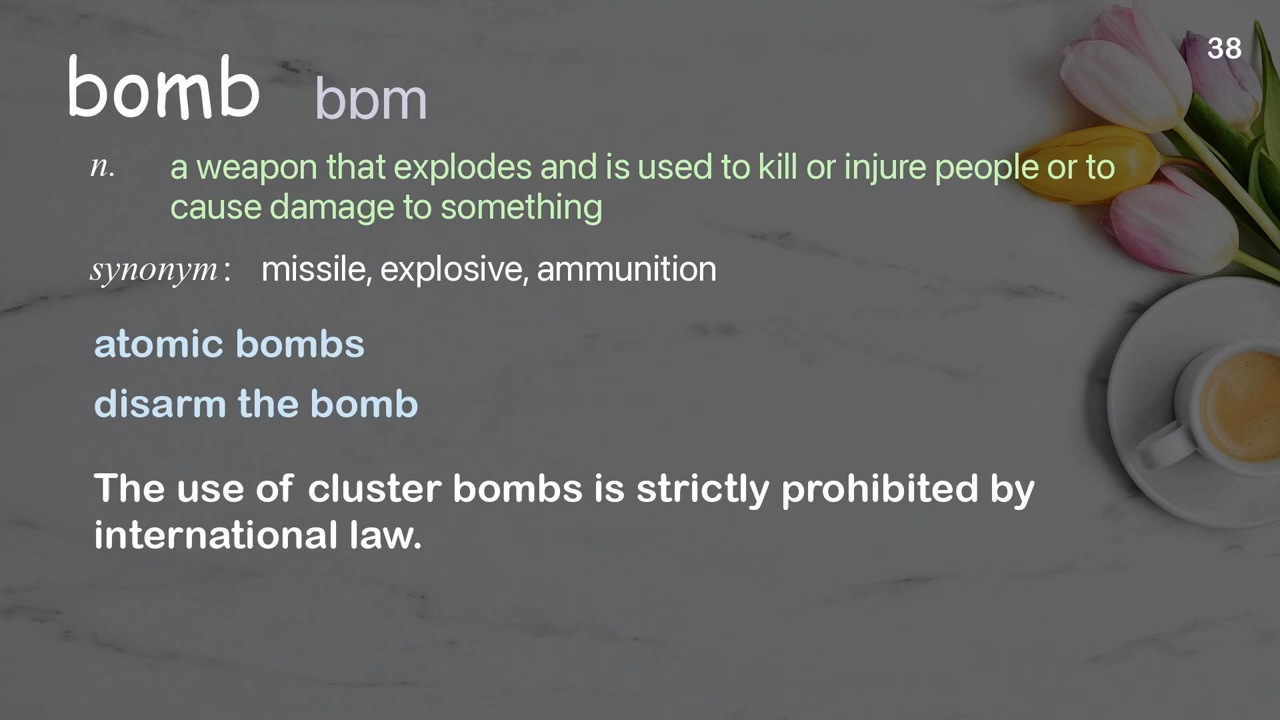 38
bomb bɒm
n. a weapon that explodes and is used to kill or injure people or to
cause damage to something
synonym: missile, explosive, ammunition
atomic bombs
disarm the bomb
The use of cluster bombs is strictly prohibited by
international law.